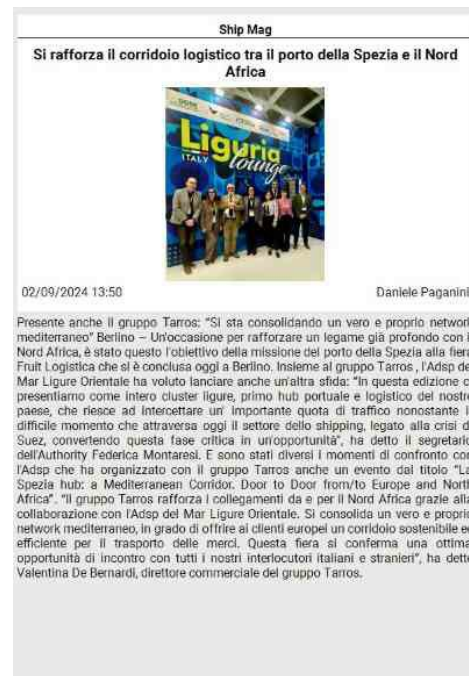 Ship Mag
Si rafforza il corridoio logistico tra il porto della Spezia e il Nord
Africa
Liguria
ITALY lounge
02/09/2024 13:50 Daniele Paganini
Presente anche il gruppo Tarros: "Si sta consolidando un vero e proprio network
mediterraneo" Berlino – Un'occasione per rafforzare un legame già profondo con i
Nord Africa, è stato questo l'obiettivo della missione del porto della Spezia alla fier
Fruit Logistica che si è conclusa oggi a Berlino. Insieme al gruppo Tarros , l'Adsp de
Mar Ligure Orientale ha voluto lanciare anche un'altra sfida: "In questa edizione c
presentiamo come intero cluster ligure, primo hub portuale e logistico del nostro
paese, che riesce ad intercettare un' importante quota di traffico nonostante i
difficile momento che attraversa oggi il settore dello shipping, legato alla crisi d
Suez, convertendo questa fase critica in un'opportunità", ha detto il segretario
dell'Authority Federica Montaresi. E sono stati diversi i momenti di confronto con
l'Adsp che ha organizzato con il gruppo Tarros anche un evento dal titolo "La
Spezia hub: a Mediterranean Corridor. Door to Door from/to Europe and North
Africa". "Il gruppo Tarros rafforza i collegamenti da e per il Nord Africa grazie alla
collaborazione con l'Adsp del Mar Ligure Orientale. Si consolida un vero e proprio
network mediterraneo, in grado di offrire ai clienti europei un corridoio sostenibile ed
efficiente per il trasporto delle merci. Questa fiera si conferma una ottima
opportunità di incontro con tutti i nostri interlocutori italiani e stranieri", ha detto
Valentina De Bernardi, direttore commerciale del gruppo Tarros.